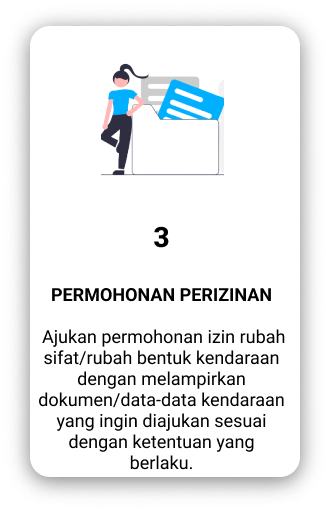 3
PERMOHONAN PERIZINAN
Ajukan permohonan izin rubah
sifat/rubah bentuk kendaraan
dengan melampirkan
dokumen/data-data kendaraan
yang ingin diajukan sesuai
dengan ketentuan yang
berlaku.